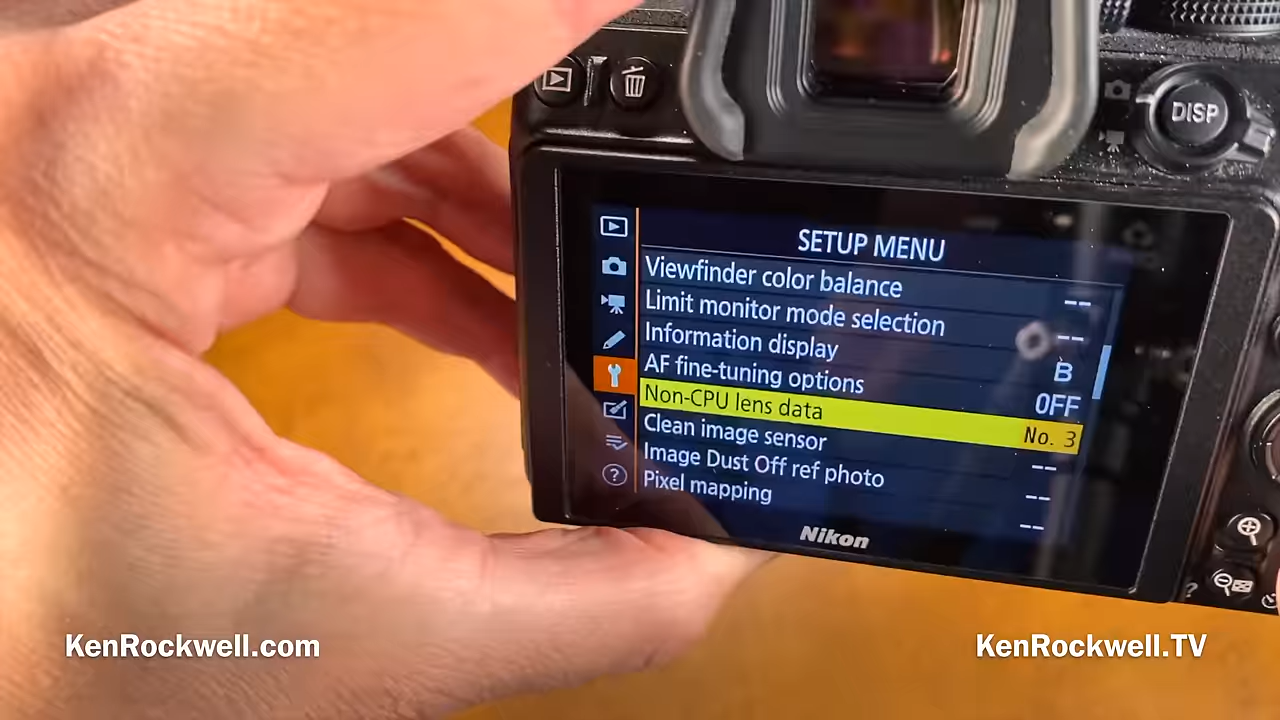 DISP
SETUP MENU
Viewfinder color balance --
Limit monitor mode selection --
Information display B
AF fine-tuning options OFF
Non-CPU lens data No. 3
Clean image sensor --
Image Dust Off ref photo --
Pixel mapping --
?
Nikon
?
KenRockwell.com
KenRockwell.TV